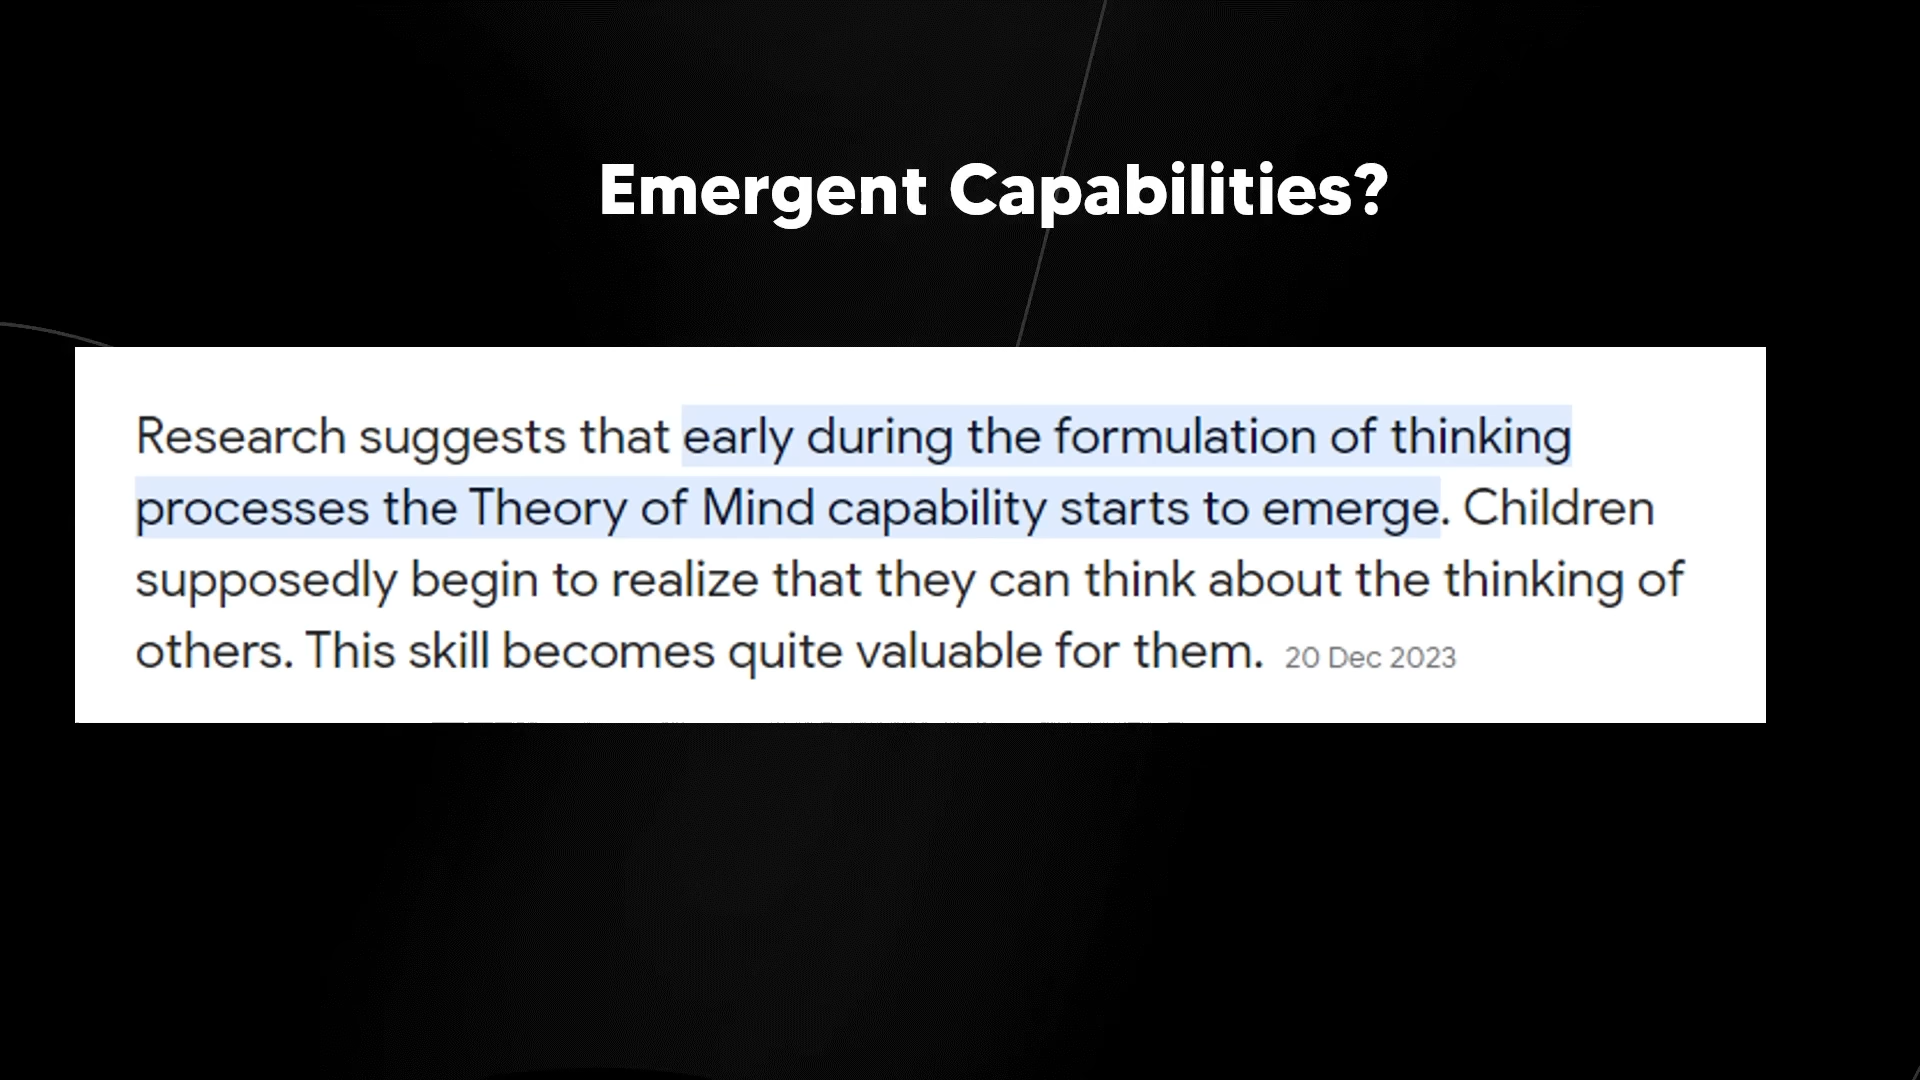 Emergent Capabilities?
Research suggests that early during the formulation of thinking
processes the Theory of Mind capability starts to emerge. Children
supposedly begin to realize that they can think about the thinking of
others. This skill becomes quite valuable for them. 20 Dec 2023